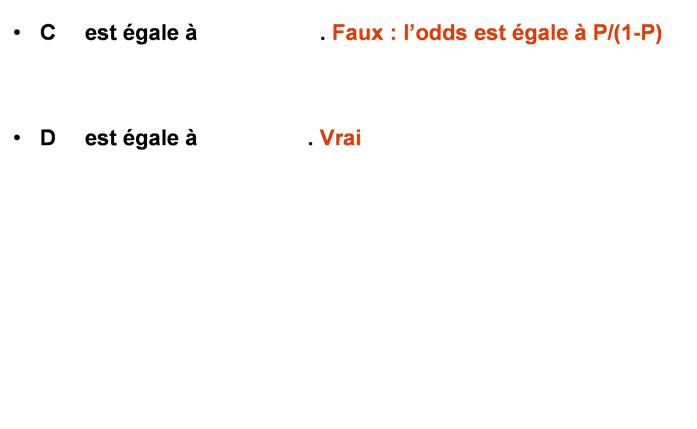 • C est égale à . Faux : l’odds est égale à P/(1-P)
• D est égale à . Vrai